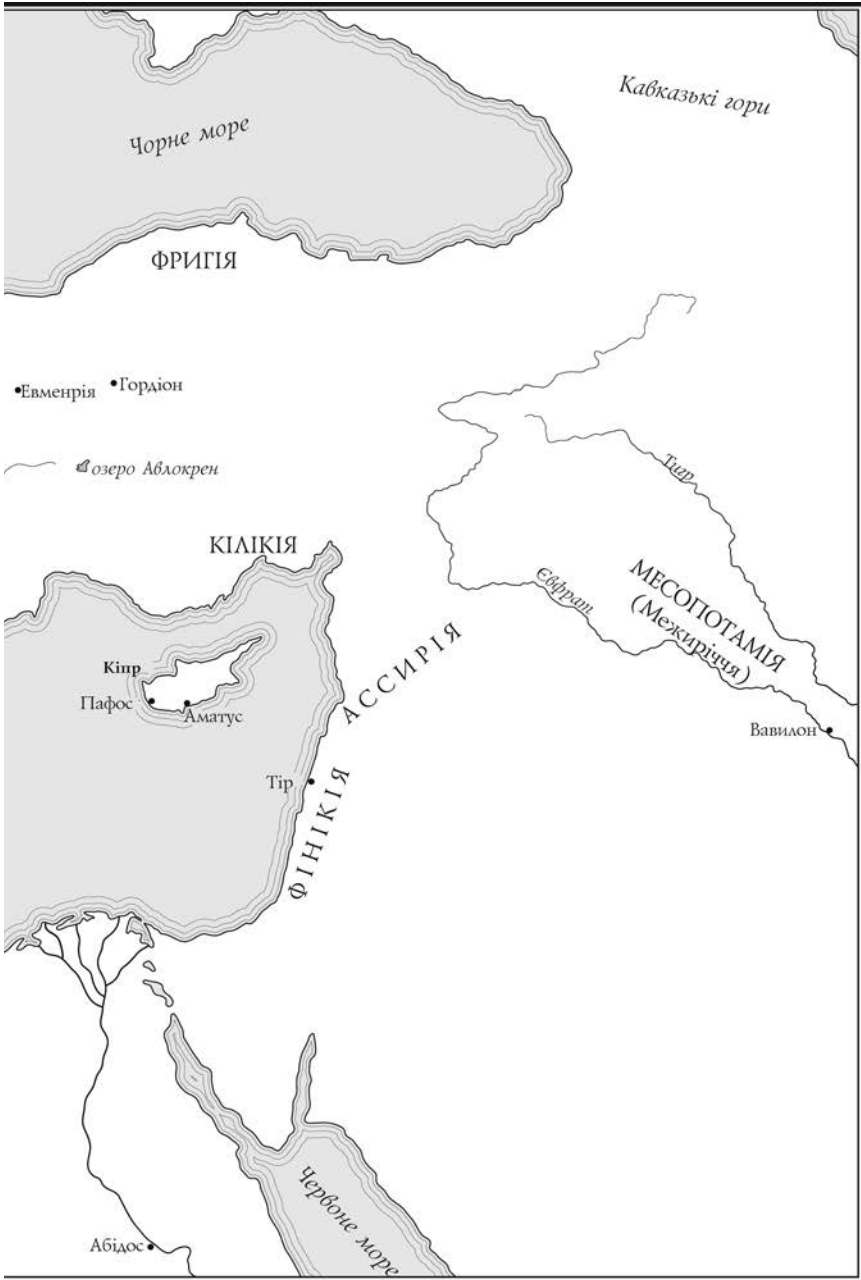 Кавказькі гори
Чорне море
ФРИГІЯ
Евменрія
Гордіон
озеро Авлокрен
Тигр
КІЛІКІЯ
Євфрат
МЕСОПОТАМІЯ
(Межиріччя)
АССИРІЯ
Кіпр
Пафос
Аматус
Вавилон
Тір
ФІНІКІЯ
Червоне море
Абідос